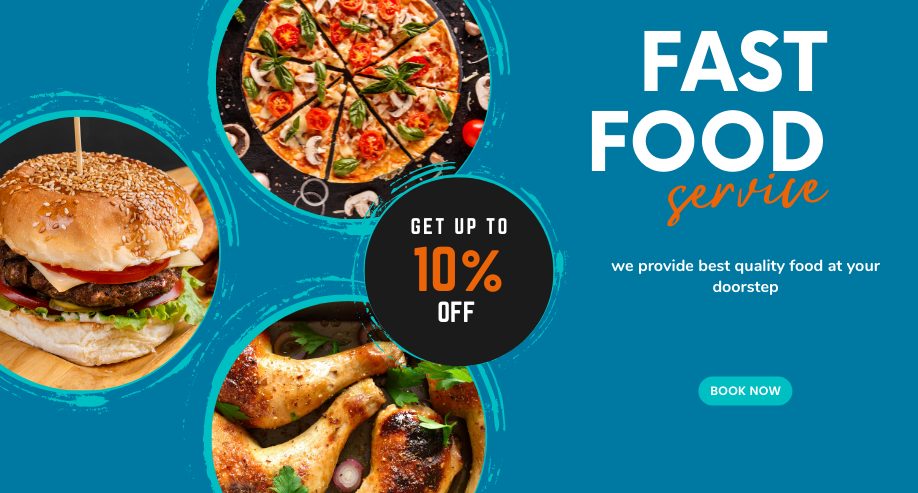 FAST
FOOD
service
GET UP TO
10%
OFF
we provide best quality food at your
doorstep
BOOK NOW